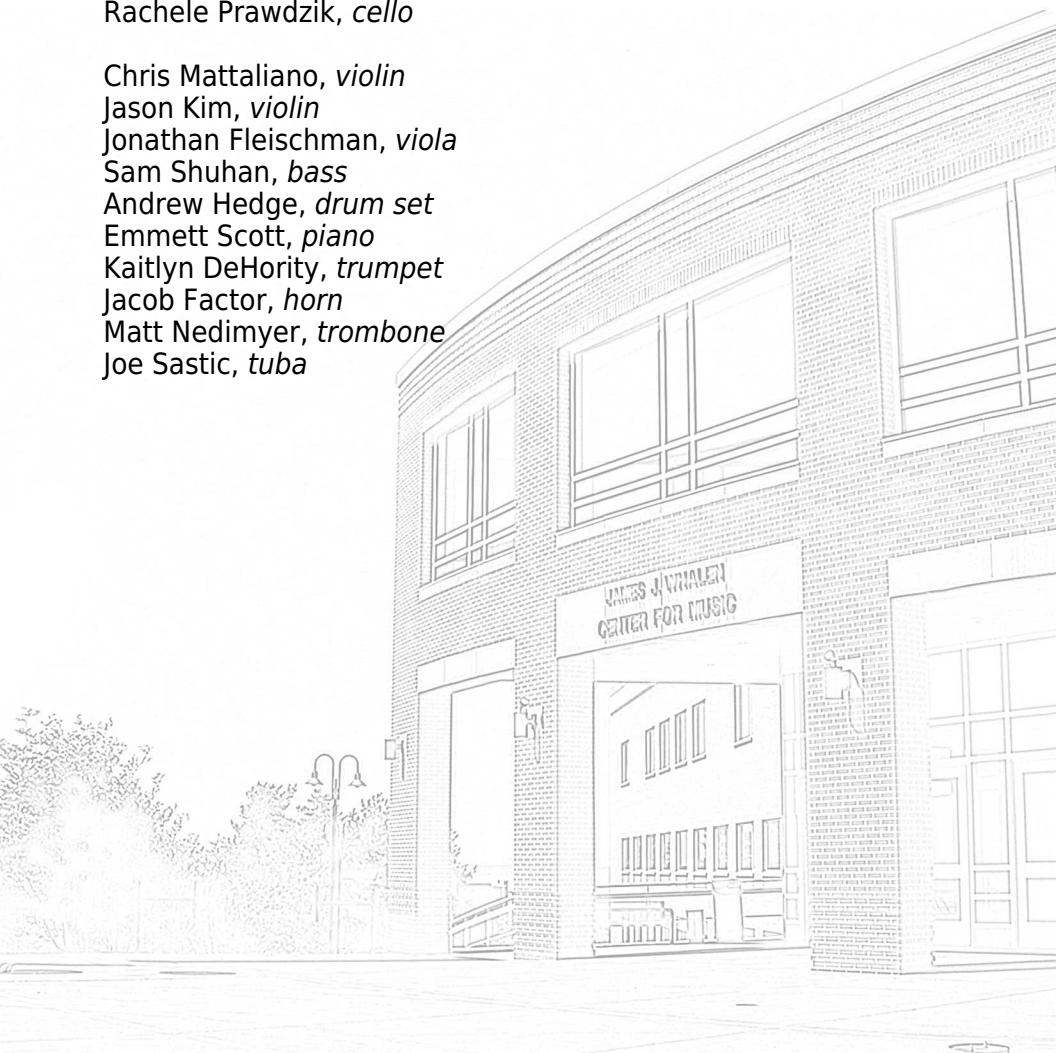 Rachele Prawdzik, cello
Chris Mattaliano, violin
Jason Kim, violin
Jonathan Fleischman, viola
Sam Shuhan, bass
Andrew Hedge, drum set
Emmett Scott, piano
Kaitlyn DeHority, trumpet
Jacob Factor, horn
Matt Nedimyer, trombone
Joe Sastic, tuba
JAMES J. WHALEN
CENTER FOR MUSIC